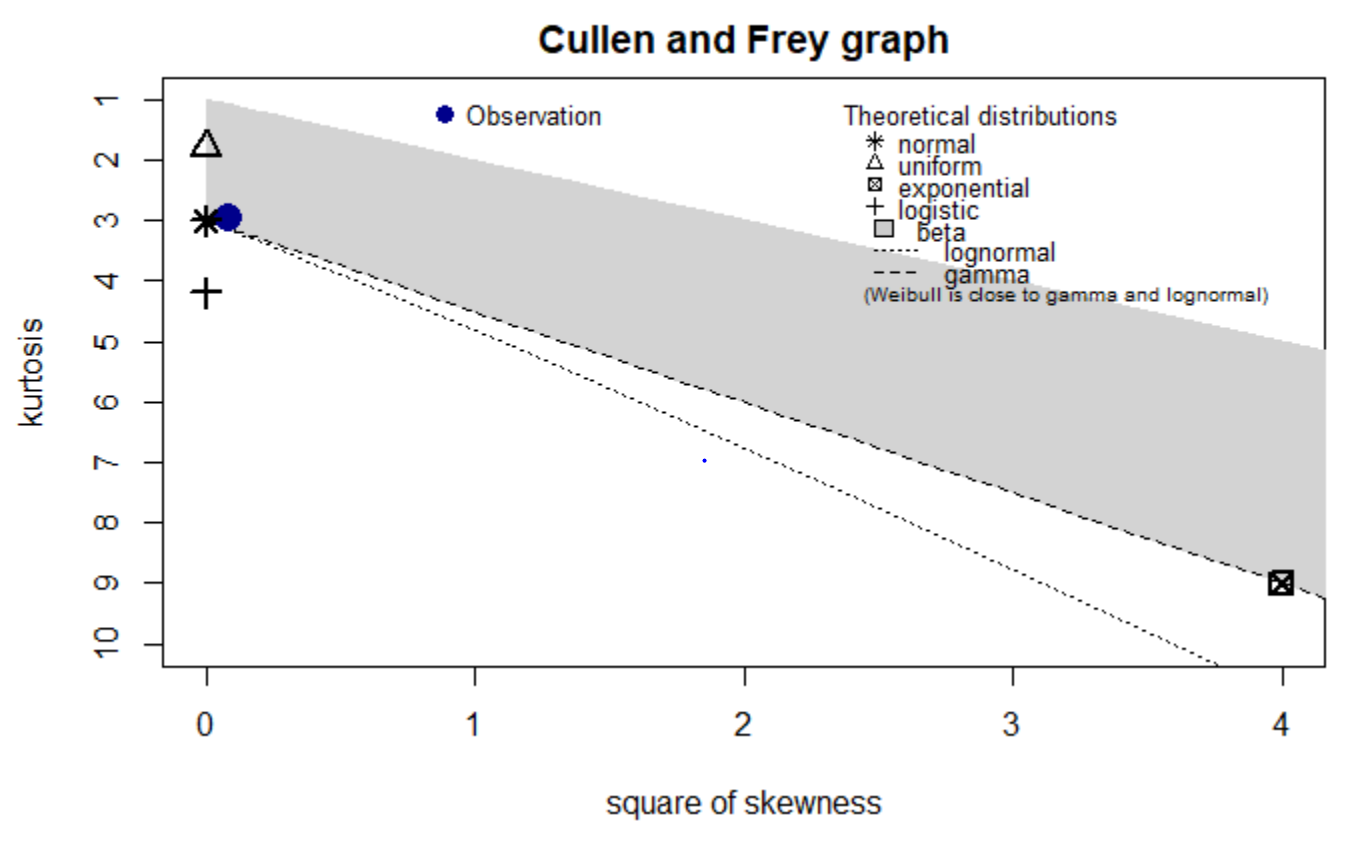 Cullen and Frey graph
Observation
Theoretical distributions
normal
uniform
exponential
logistic
beta
lognormal
gamma
(Weibull is close to gamma and lognormal)
kurtosis
1
2
3
4
5
6
7
8
9
10
0
1
2
3
4
square of skewness